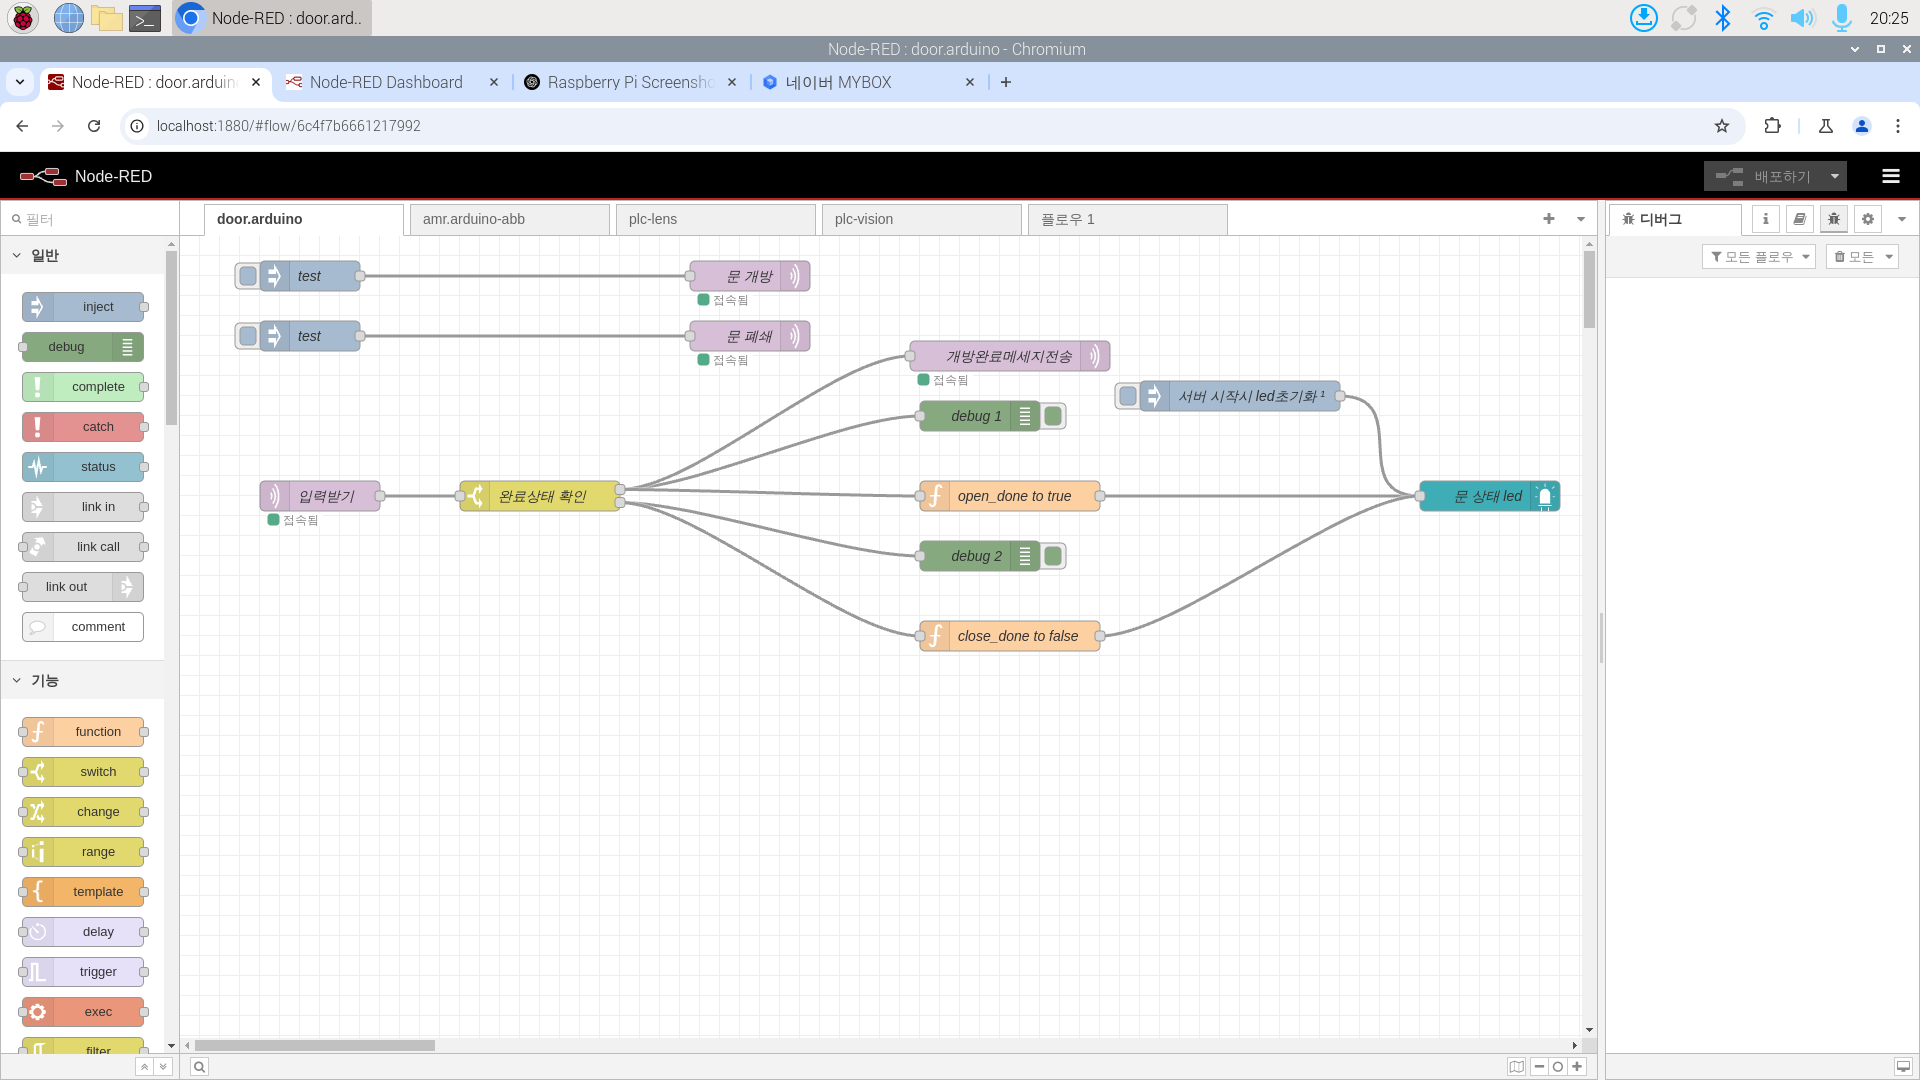 Node-RED : door.ard..
20:25
Node-RED : door.arduino - Chromium
Node-RED : door.arduin
Node-RED Dashboard
Raspberry Pi Screensho
네이버 MYBOX
localhost:1880/#flow/6c4f7b6661217992
Node-RED
배포하기
필터
door.arduino
amr.arduino-abb
plc-lens
plc-vision
플로우 1
디버그
모든 플로우
모든
일반
inject
debug
complete
catch
status
link in
link call
link out
comment
기능
function
switch
change
range
template
delay
trigger
exec
filter
test
문 개방
접속됨
test
문 폐쇄
접속됨
개방완료메세지전송
접속됨
서버 시작시 led초기화 ¹
debug 1
입력받기
접속됨
완료상태 확인
open_done to true
문 상태 led
debug 2
close_done to false